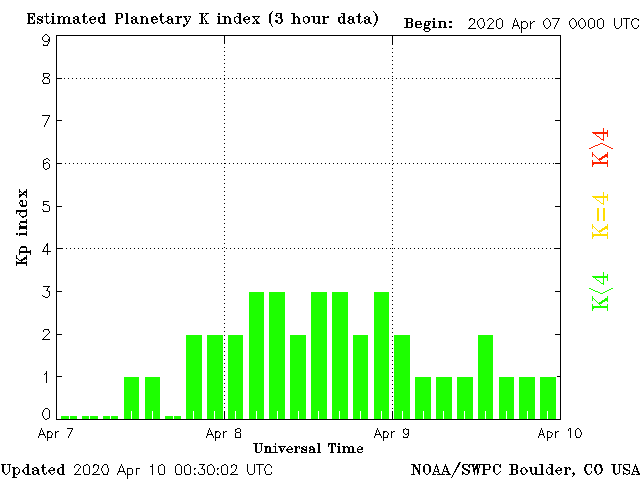 Estimated Planetary K index (3 hour data)
Begin: 2020 Apr 07 0000 UTC
9
8
7
6
5
4
3
2
1
0
Kp index
K>4
K=4
K<4
Apr 7
Apr 8
Apr 9
Apr 10
Universal Time
Updated 2020 Apr 10 00:30:02 UTC
NOAA/SWPC Boulder, CO USA